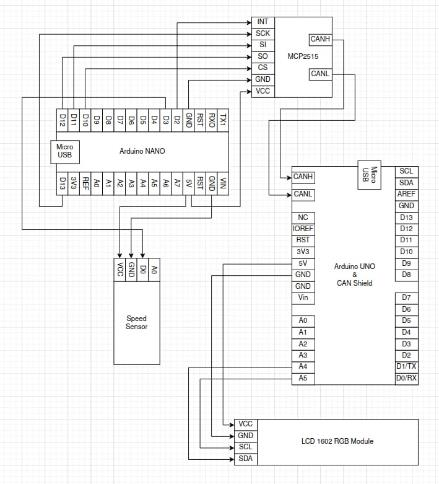 INT
SCK
SI
SO
CS
GND
VCC
CANH
MCP2515
CANL
D12
D11
D10
D9
D8
D7
D6
D5
D4
D3
D2
GND
RST
RX0
TX1
Micro
USB
Arduino NANO
D13
3V3
REF
A0
A1
A2
A3
A4
A5
A6
A7
5V
RST
GND
VIN
VCC
GND
D0
A0
Speed
Sensor
Micro
USB
CANH
CANL
NC
IOREF
RST
3V3
5V
GND
GND
Vin
A0
A1
A2
A3
A4
A5
Arduino UNO
&
CAN Shield
SCL
SDA
AREF
GND
D13
D12
D11
D10
D9
D8
D7
D6
D5
D4
D3
D2
D1/TX
D0/RX
VCC
GND
SCL
SDA
LCD 1602 RGB Module